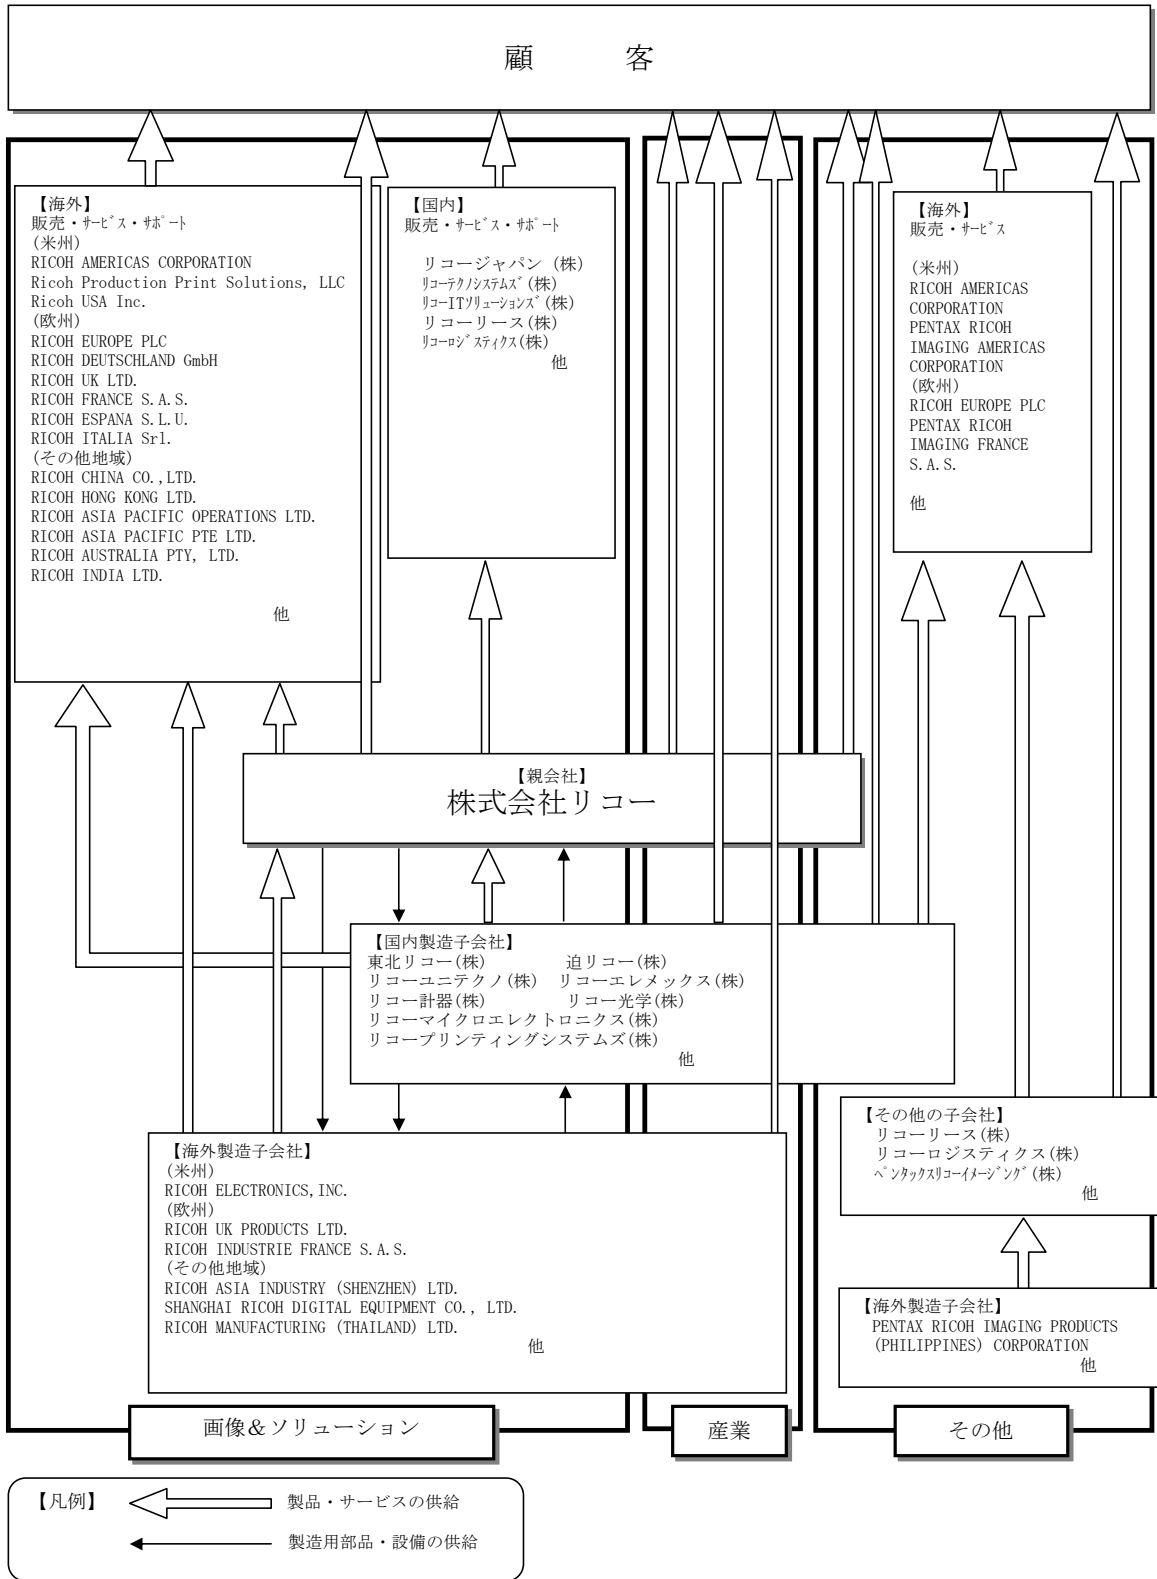 顧　客
【海外】
販売・ｻｰﾋﾞｽ・ｻﾎﾟｰﾄ
(米州)
RICOH AMERICAS CORPORATION
Ricoh Production Print Solutions, LLC
Ricoh USA Inc.
(欧州)
RICOH EUROPE PLC
RICOH DEUTSCHLAND GmbH
RICOH UK LTD.
RICOH FRANCE S.A.S.
RICOH ESPANA S.L.U.
RICOH ITALIA Srl.
(その他地域)
RICOH CHINA CO.,LTD.
RICOH HONG KONG LTD.
RICOH ASIA PACIFIC OPERATIONS LTD.
RICOH ASIA PACIFIC PTE LTD.
RICOH AUSTRALIA PTY, LTD.
RICOH INDIA LTD.
他
【国内】
販売・ｻｰﾋﾞｽ・ｻﾎﾟｰﾄ
リコージャパン (株)
ﾘｺｰﾃｸﾉｼｽﾃﾑｽﾞ(株)
ﾘｺｰITｿﾘｭｰｼｮﾝｽﾞ(株)
リコーリース(株)
ﾘｺｰﾛｼﾞｽﾃｨｸｽ(株)
他
【海外】
販売・ｻｰﾋﾞｽ
(米州)
RICOH AMERICAS
CORPORATION
PENTAX RICOH
IMAGING AMERICAS
CORPORATION
(欧州)
RICOH EUROPE PLC
PENTAX RICOH
IMAGING FRANCE
S.A.S.
他
【親会社】
株式会社リコー
【国内製造子会社】
東北リコー(株)　迫リコー(株)
リコーユニテクノ(株)　リコーエレメックス(株)
リコー計器(株)　リコー光学(株)
リコーマイクロエレクトロニクス(株)
リコープリンティングシステムズ(株)
他
【海外製造子会社】
(米州)
RICOH ELECTRONICS,INC.
(欧州)
RICOH UK PRODUCTS LTD.
RICOH INDUSTRIE FRANCE S.A.S.
(その他地域)
RICOH ASIA INDUSTRY (SHENZHEN) LTD.
SHANGHAI RICOH DIGITAL EQUIPMENT CO., LTD.
RICOH MANUFACTURING (THAILAND) LTD.
他
【その他の子会社】
リコーリース(株)
リコーロジスティクス(株)
ﾍﾟﾝﾀｯｸｽﾘｺｰｲﾒｰｼﾞﾝｸﾞ(株)
他
【海外製造子会社】
PENTAX RICOH IMAGING PRODUCTS
(PHILIPPINES) CORPORATION
他
画像＆ソリューション
産業
その他
【凡例】
製品・サービスの供給
製造用部品・設備の供給